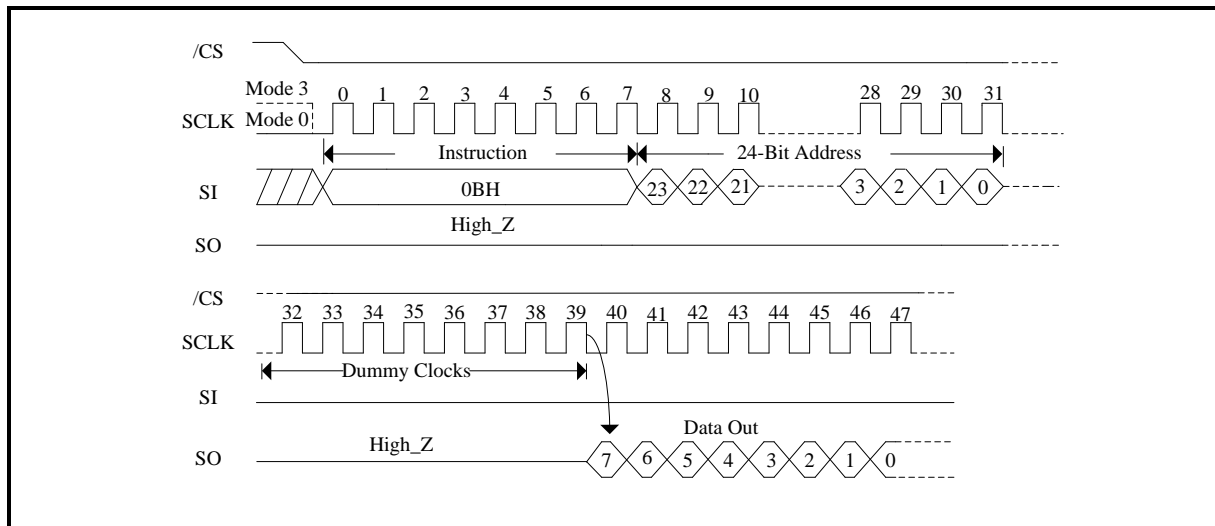 /CS
Mode 3
SCLK Mode 0
0 1 2 3 4 5 6 7 8 9 10 28 29 30 31
Instruction 24-Bit Address
SI 0BH 23 22 21 3 2 1 0
High_Z
SO
/CS
32 33 34 35 36 37 38 39 40 41 42 43 44 45 46 47
SCLK
Dummy Clocks
SI
High_Z Data Out
SO 7 6 5 4 3 2 1 0